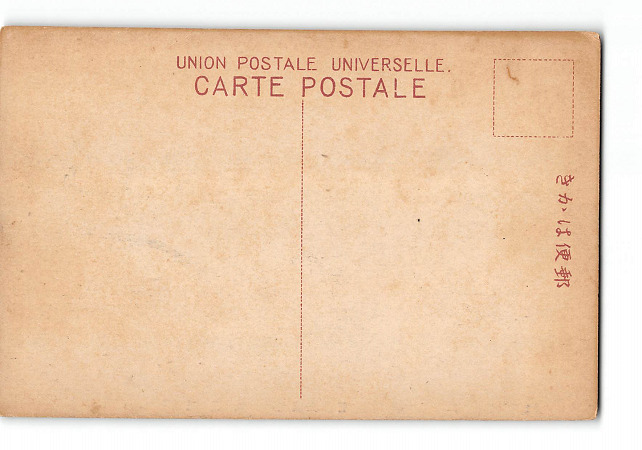 UNION POSTALE UNIVERSELLE.
CARTE POSTALE
郵便はかき